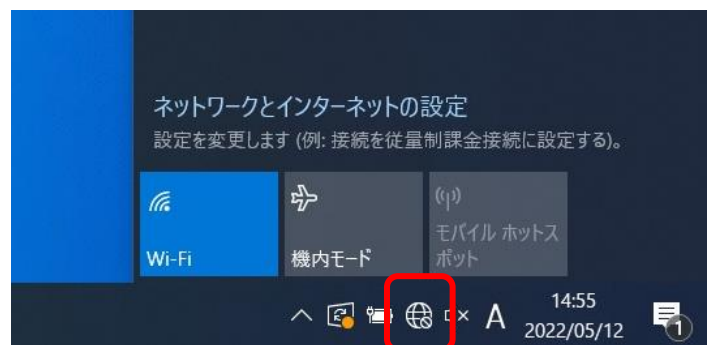 ネットワークとインターネットの設定
設定を変更します (例: 接続を従量制課金接続に設定する)。
Wi-Fi
機内モード
モバイル ホットス
ポット
A
14:55
2022/05/12
1